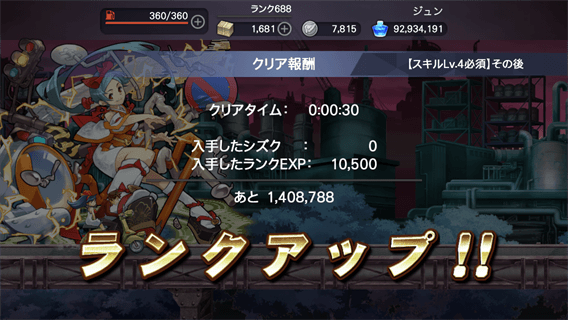 ランク688
ジュン
360/360
1,681
7,815
92,934,191
クリア報酬
【スキルLv.4必須】その後
クリアタイム： 0:00:30
入手したシズク ： 0
入手したランクEXP： 10,500
あと 1,408,788
ランクアップ!!